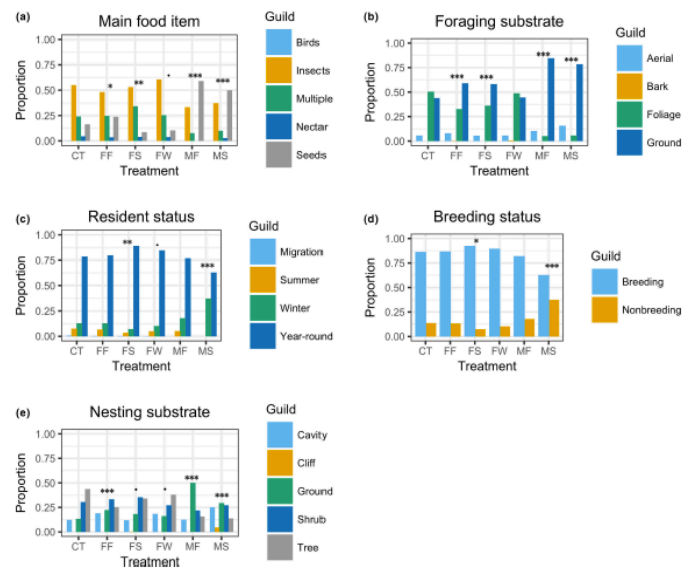 (a)
Main food item
Proportion
1.00
0.75
0.50
0.25
0.00
* ** · *** ***
CT FF FS FW MF MS
Treatment
Guild
Birds
Insects
Multiple
Nectar
Seeds
(b)
Foraging substrate
Proportion
1.00
0.75
0.50
0.25
0.00
*** *** *** ***
CT FF FS FW MF MS
Treatment
Guild
Aerial
Bark
Foliage
Ground
(c)
Resident status
Proportion
1.00
0.75
0.50
0.25
0.00
** · ***
CT FF FS FW MF MS
Treatment
Guild
Migration
Summer
Winter
Year-round
(d)
Breeding status
Proportion
1.00
0.75
0.50
0.25
0.00
* ***
CT FF FS FW MF MS
Treatment
Guild
Breeding
Nonbreeding
(e)
Nesting substrate
Proportion
1.00
0.75
0.50
0.25
0.00
*** · · *** ***
CT FF FS FW MF MS
Treatment
Guild
Cavity
Cliff
Ground
Shrub
Tree